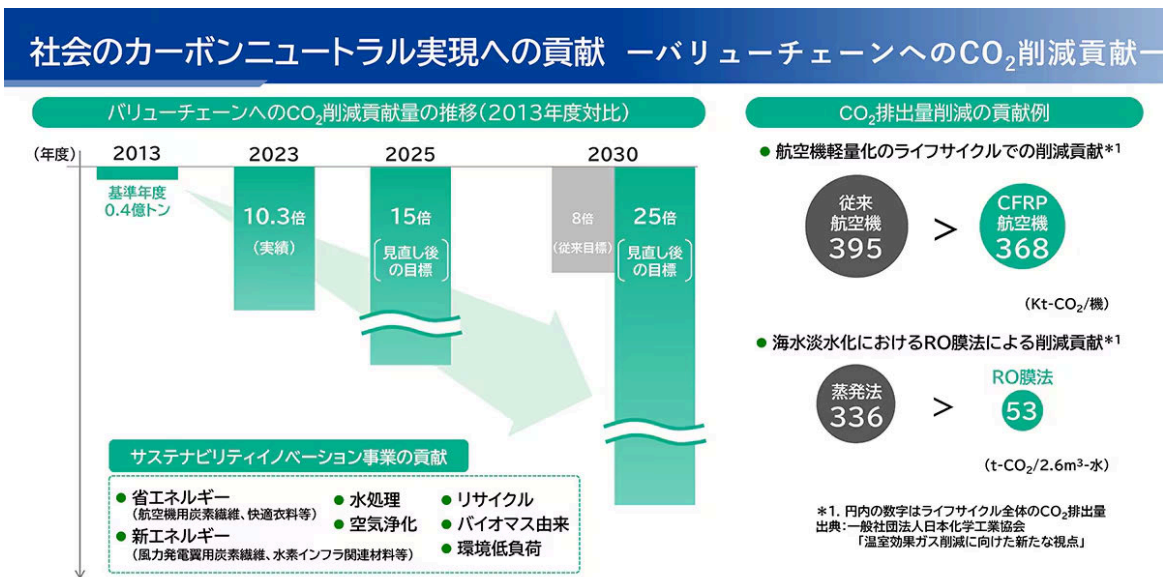 社会のカーボンニュートラル実現への貢献 ―バリューチェーンへのCO₂削減貢献―
バリューチェーンへのCO₂削減貢献量の推移(2013年度対比)
(年度)
2013
2023
2025
2030
基準年度
0.4億トン
10.3倍
(実績)
15倍
見直し後
の目標
8倍
(従来目標)
25倍
見直し後
の目標
サステナビリティイノベーション事業の貢献
● 省エネルギー
(航空機用炭素繊維、快適衣料等)
● 新エネルギー
(風力発電翼用炭素繊維、水素インフラ関連材料等)
● 水処理
● 空気浄化
● リサイクル
● バイオマス由来
● 環境低負荷
CO₂排出量削減の貢献例
● 航空機軽量化のライフサイクルでの削減貢献*1
従来
航空機
395
>
CFRP
航空機
368
(Kt-CO₂/機)
● 海水淡水化におけるRO膜法による削減貢献*1
蒸発法
336
>
RO膜法
53
(t-CO₂/2.6m³-水)
*1. 円内の数字はライフサイクル全体のCO₂排出量
出典:一般社団法人日本化学工業協会
「温室効果ガス削減に向けた新たな視点」